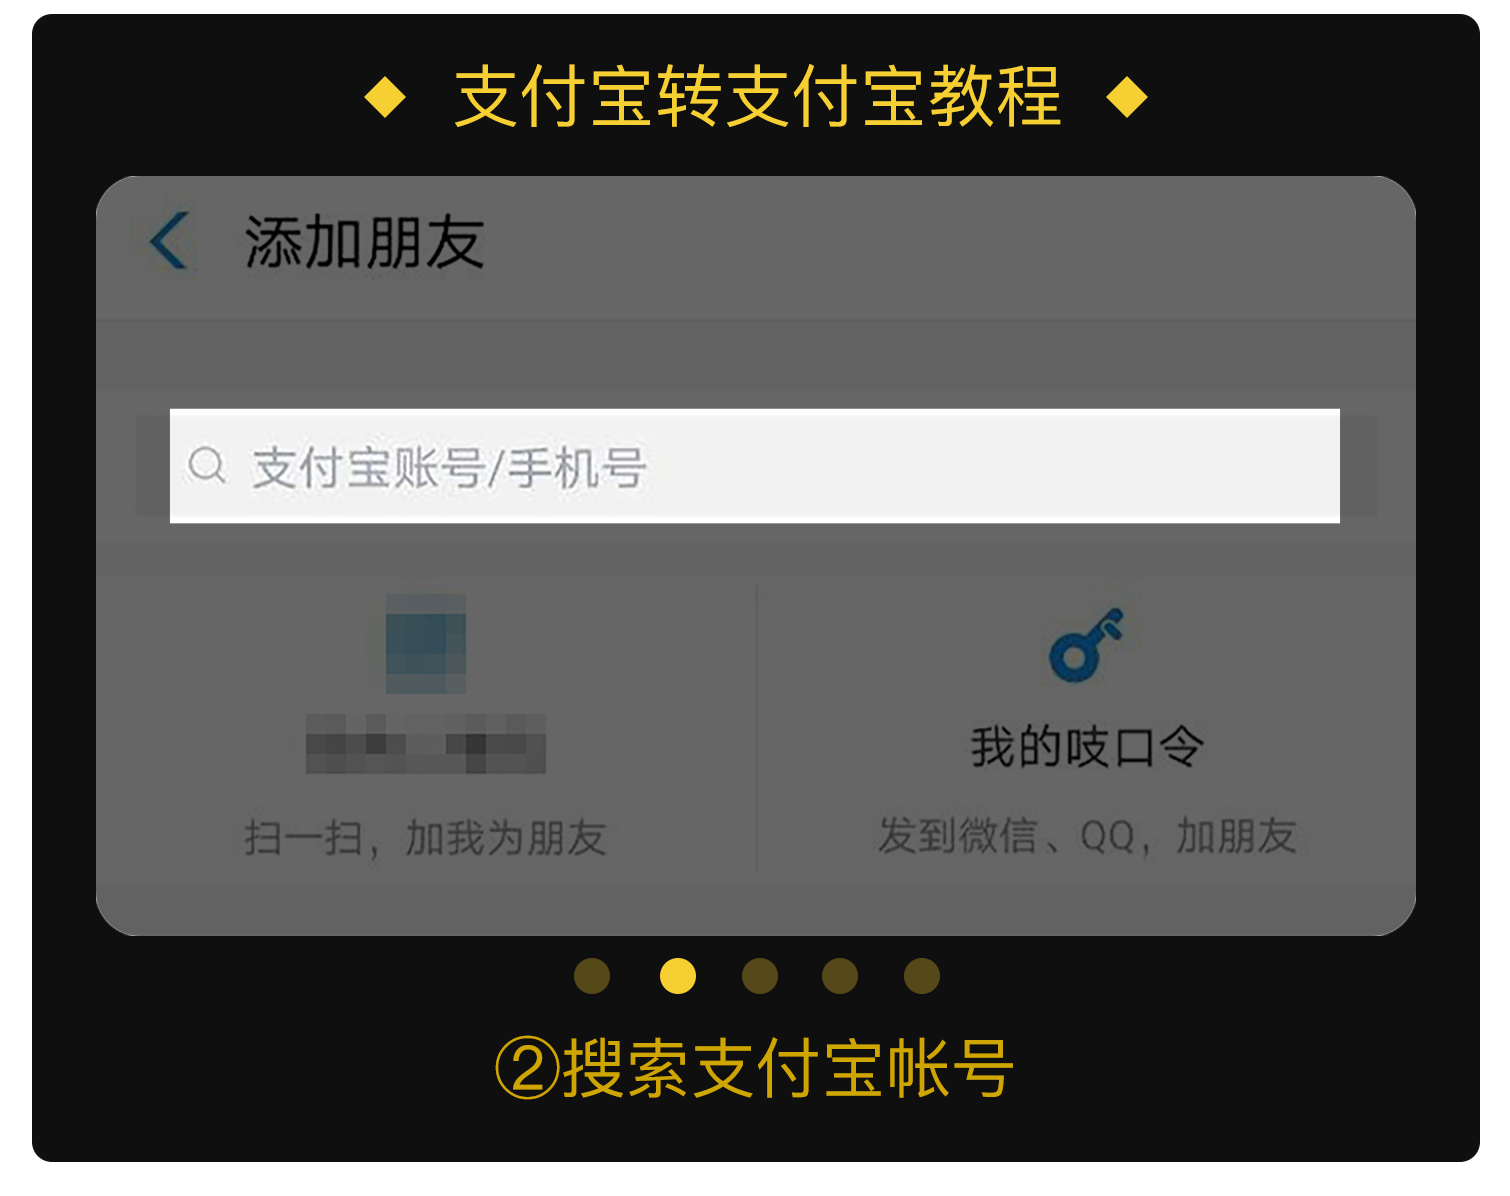 ◆ 支付宝转支付宝教程 ◆
添加朋友
支付宝账号/手机号
我的吱口令
扫一扫，加我为朋友
发到微信、QQ，加朋友
②搜索支付宝帐号